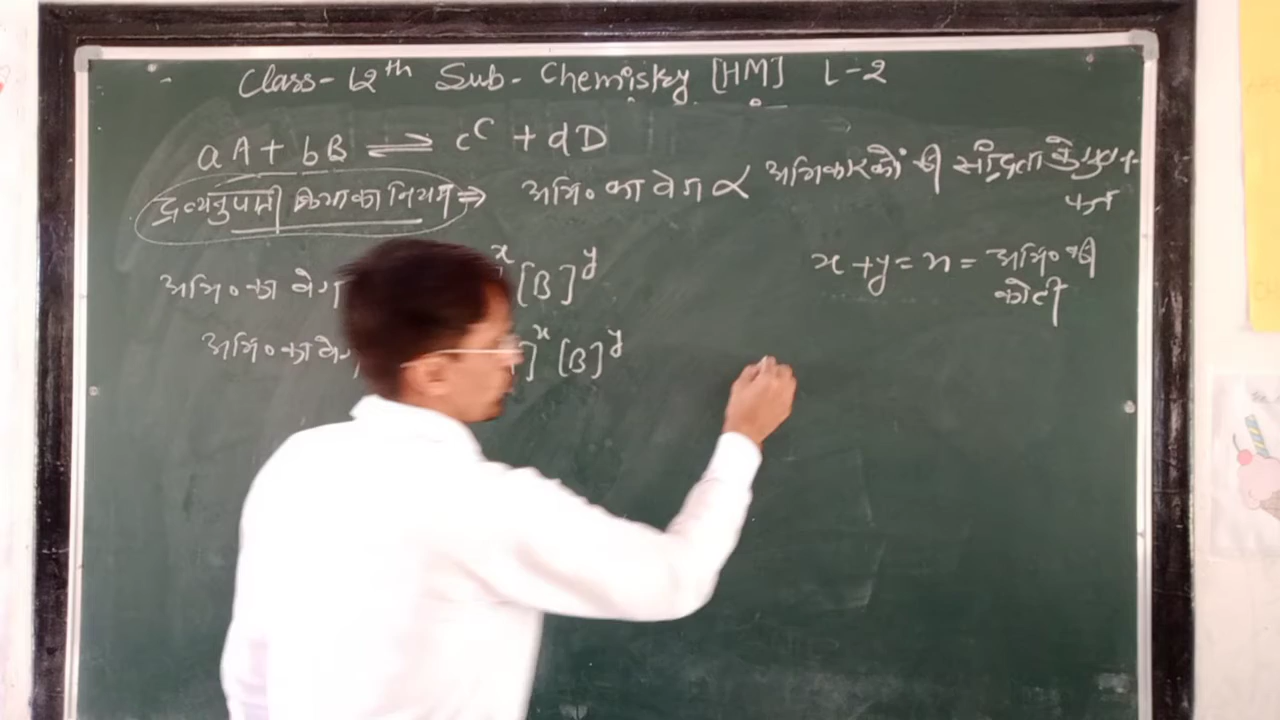 Class-12th Sub- Chemistry [HM] L-2
aA + bB ⇌ cC + dD
द्रव्यनुपाती क्रिया का नियम ⇒ अभि० का वेग ∝ अभिकारकों की सांद्रता के
x + y = n = अभि० की कोटी
अभि० का वेग x [B]^y
अभि० का वेग ]^x [B]^y